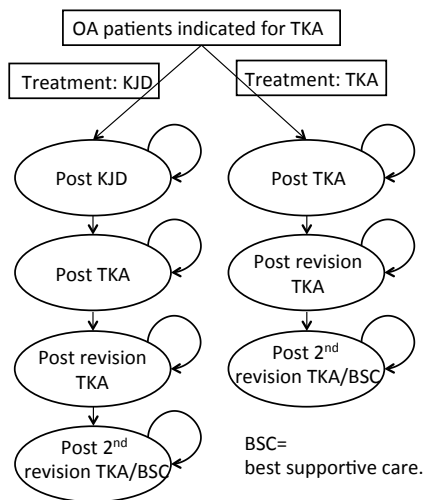 OA patients indicated for TKA
Treatment: KJD
Treatment: TKA
Post KJD
Post TKA
Post TKA
Post revision
TKA
Post revision
TKA
Post 2nd
revision TKA/BSC
Post 2nd
revision TKA/BSC
BSC=
best supportive care.